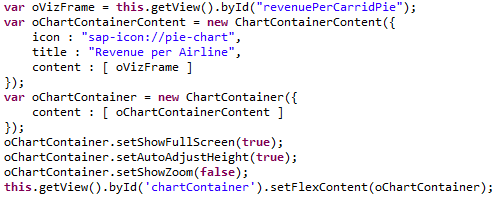 var oVizFrame = this.getView().byId("revenuePerCarridPie");
var oChartContainerContent = new ChartContainerContent({
icon : "sap-icon://pie-chart",
title : "Revenue per Airline",
content : [ oVizFrame ]
});
var oChartContainer = new ChartContainer({
content : [ oChartContainerContent ]
});
oChartContainer.setShowFullScreen(true);
oChartContainer.setAutoAdjustHeight(true);
oChartContainer.setShowZoom(false);
this.getView().byId('chartContainer').setFlexContent(oChartContainer);